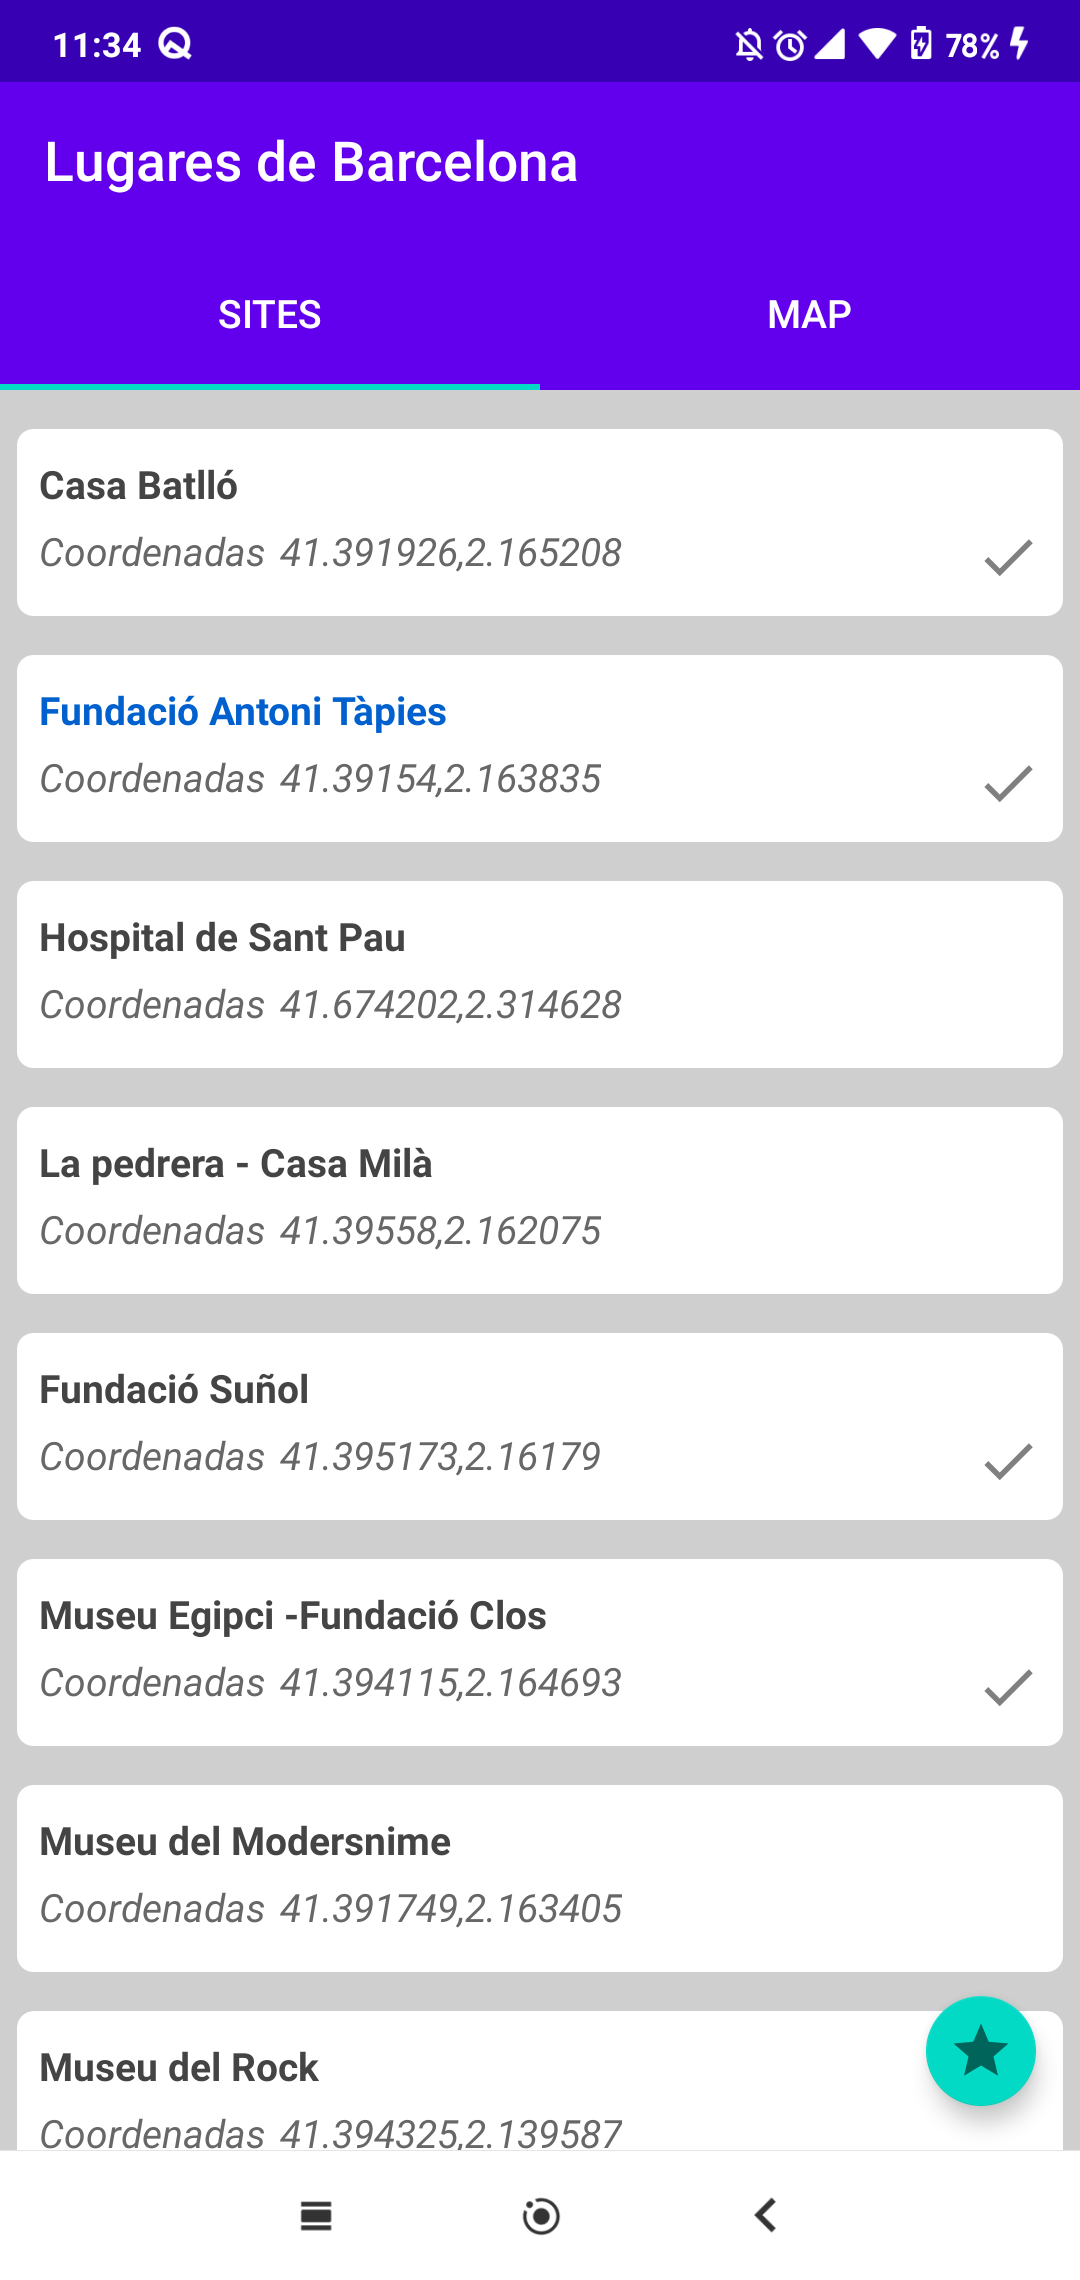 11:34
78%
Lugares de Barcelona
SITES
MAP
Casa Batlló
Coordenadas 41.391926,2.165208
Fundació Antoni Tàpies
Coordenadas 41.39154,2.163835
Hospital de Sant Pau
Coordenadas 41.674202,2.314628
La pedrera - Casa Milà
Coordenadas 41.39558,2.162075
Fundació Suñol
Coordenadas 41.395173,2.16179
Museu Egipci -Fundació Clos
Coordenadas 41.394115,2.164693
Museu del Modersnime
Coordenadas 41.391749,2.163405
Museu del Rock
Coordenadas 41.394325,2.139587